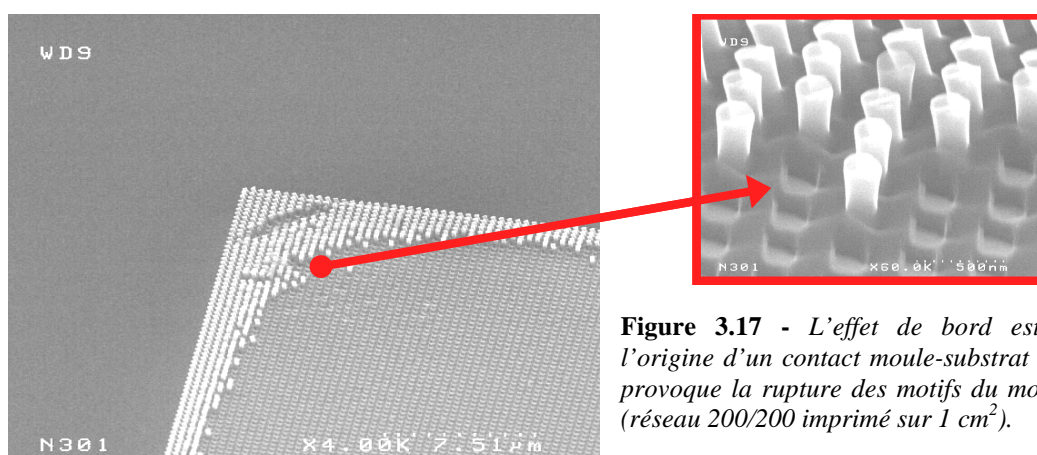 WD9
N301 X4.00K 7.51µm
WD9
N301 X60.0K 500nm
Figure 3.17 - L’effet de bord est
l’origine d’un contact moule-substrat
provoque la rupture des motifs du mo
(réseau 200/200 imprimé sur 1 cm²).